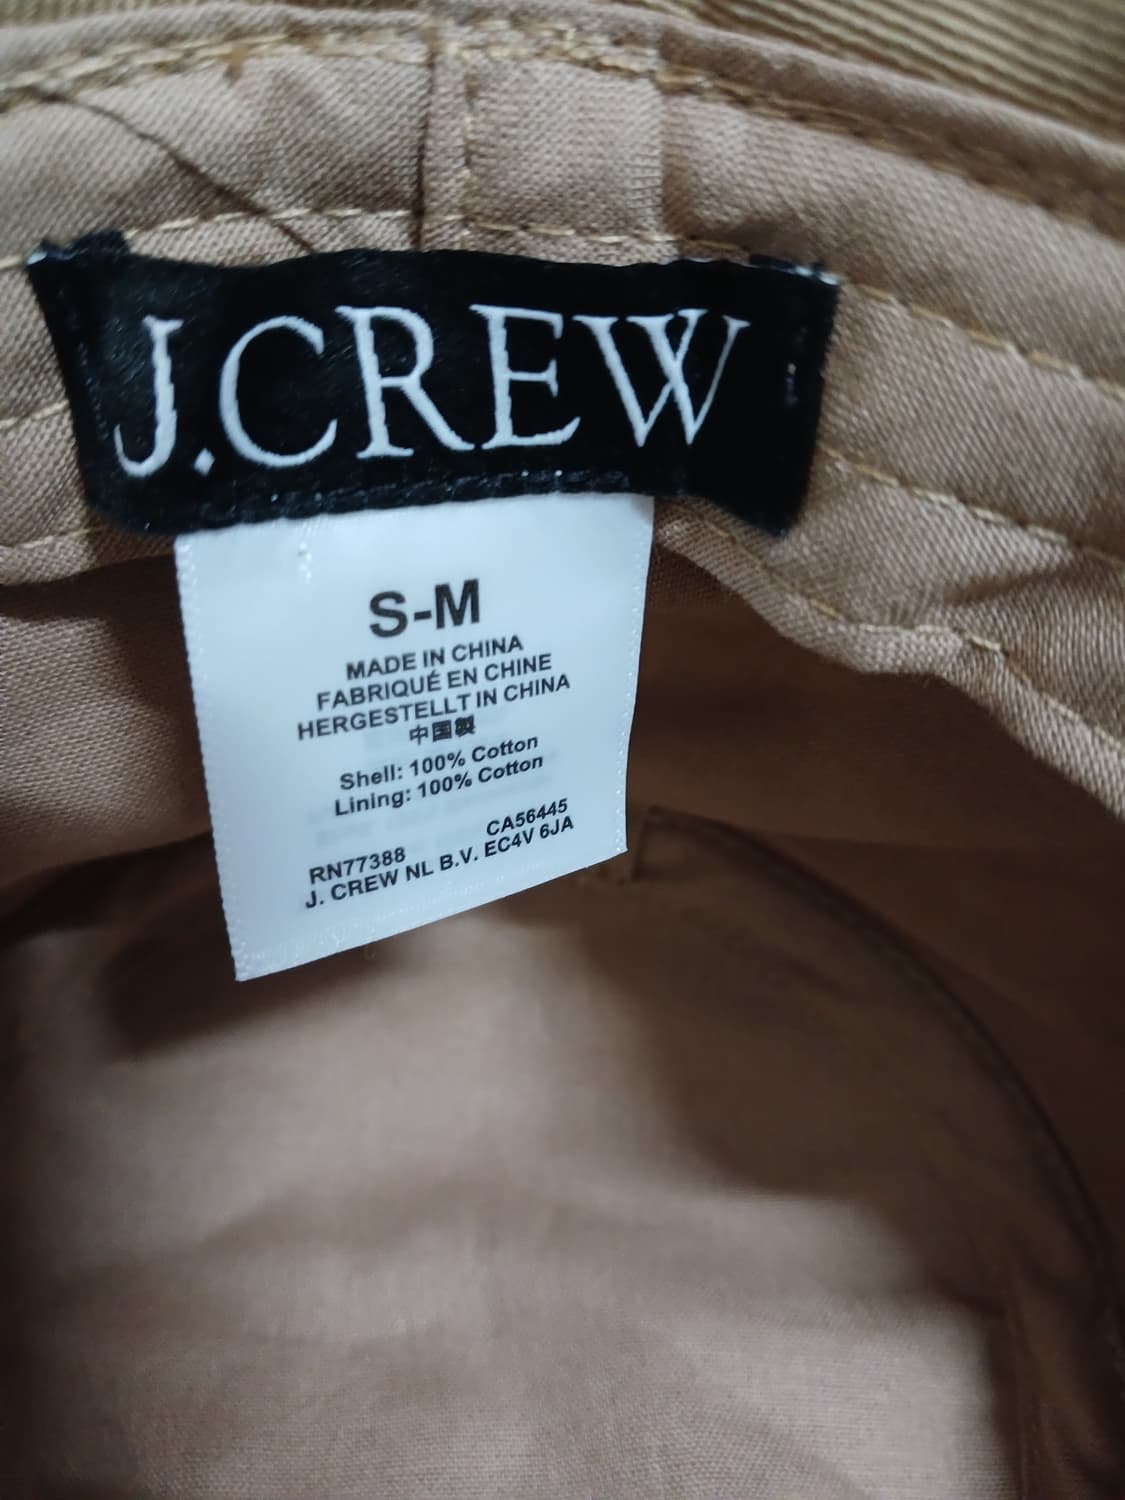 J.CREW
S-M
MADE IN CHINA
FABRIQUÉ EN CHINE
HERGESTELLT IN CHINA
中国製
Shell: 100% Cotton
Lining: 100% Cotton
RN77388 CA56445
J. CREW NL B.V. EC4V 6JA